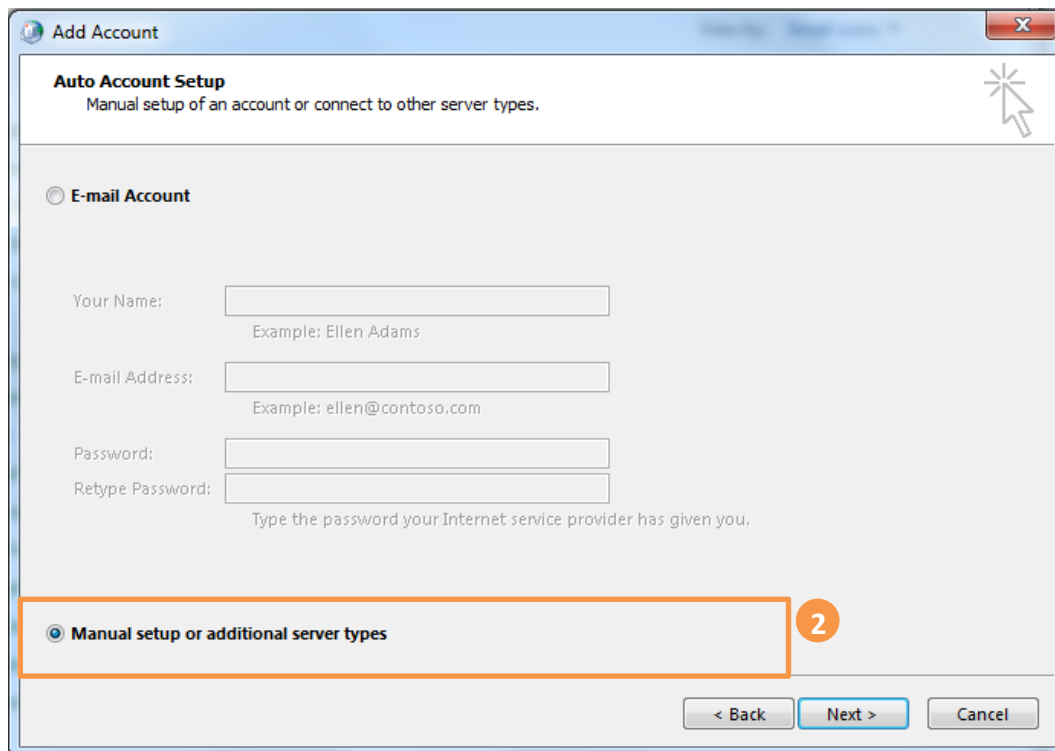 Add Account
Auto Account Setup
Manual setup of an account or connect to other server types.
E-mail Account
Your Name:
Example: Ellen Adams
E-mail Address:
Example: ellen@contoso.com
Password:
Retype Password:
Type the password your Internet service provider has given you.
Manual setup or additional server types
2
< Back Next > Cancel